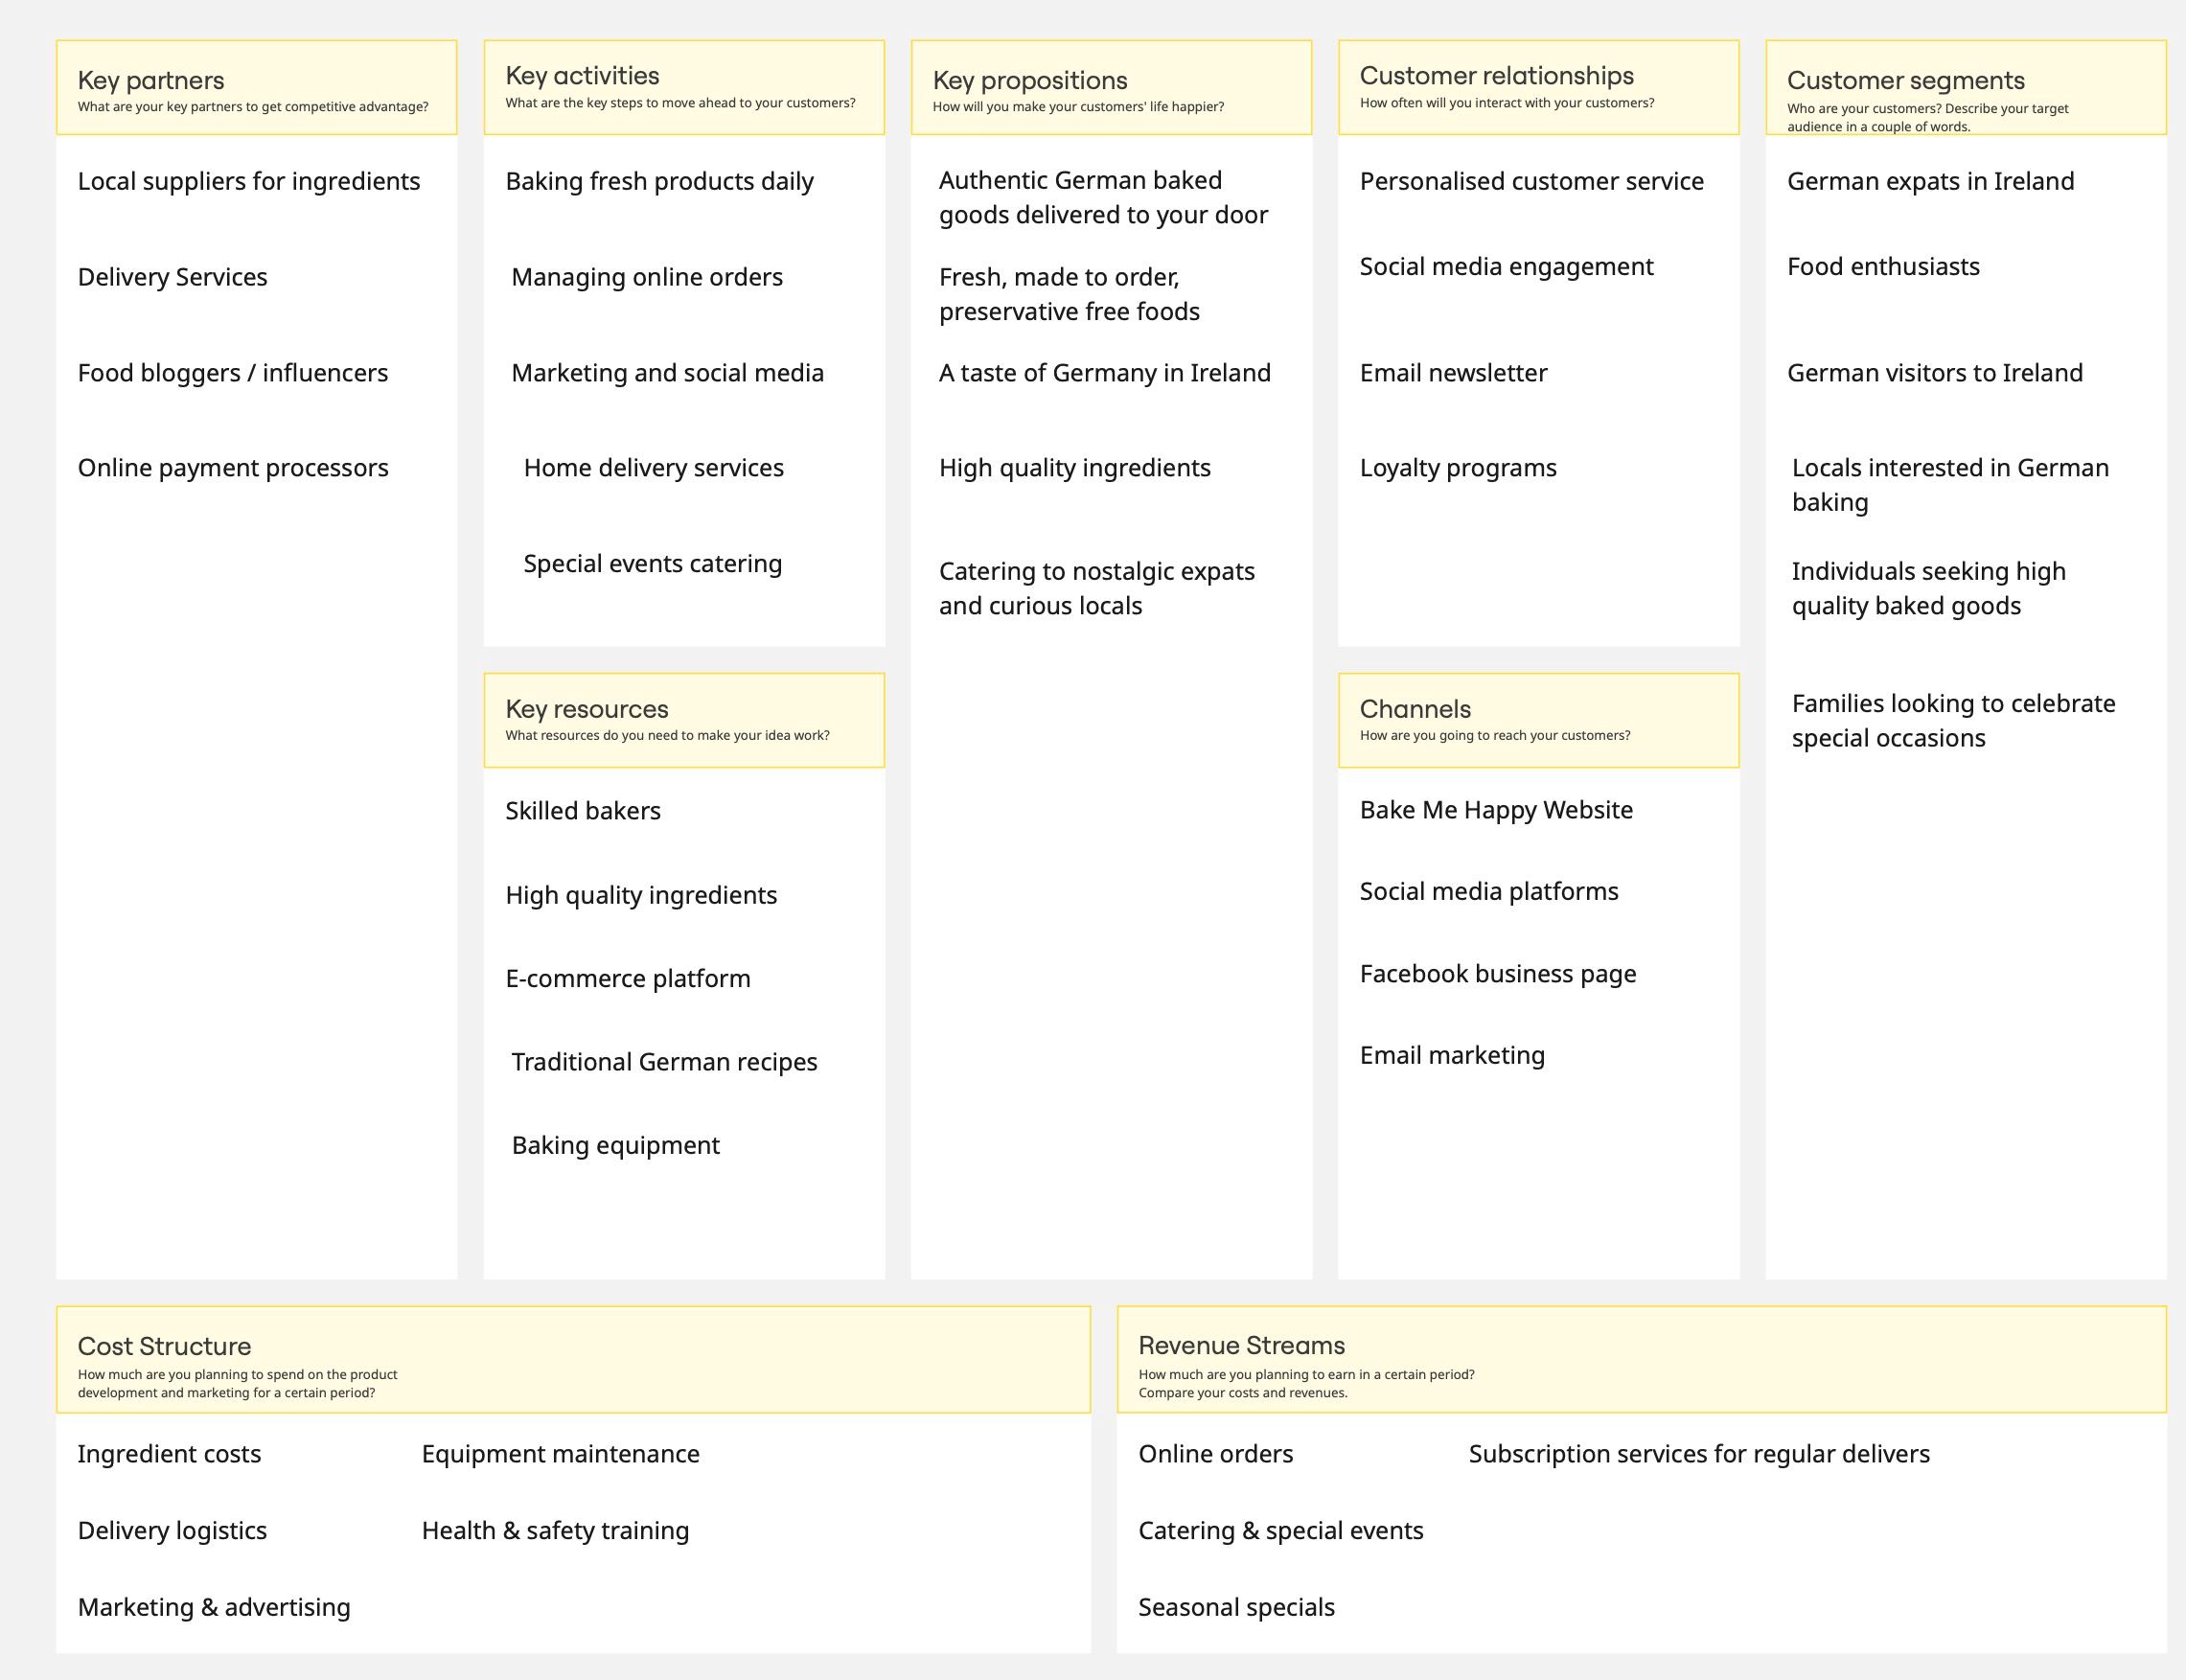 Key partners
What are your key partners to get competitive advantage?
Local suppliers for ingredients
Delivery Services
Food bloggers / influencers
Online payment processors
Key activities
What are the key steps to move ahead to your customers?
Baking fresh products daily
Managing online orders
Marketing and social media
Home delivery services
Special events catering
Key resources
What resources do you need to make your idea work?
Skilled bakers
High quality ingredients
E-commerce platform
Traditional German recipes
Baking equipment
Key propositions
How will you make your customers' life happier?
Authentic German baked
goods delivered to your door
Fresh, made to order,
preservative free foods
A taste of Germany in Ireland
High quality ingredients
Catering to nostalgic expats
and curious locals
Customer relationships
How often will you interact with your customers?
Personalised customer service
Social media engagement
Email newsletter
Loyalty programs
Channels
How are you going to reach your customers?
Bake Me Happy Website
Social media platforms
Facebook business page
Email marketing
Customer segments
Who are your customers? Describe your target
audience in a couple of words.
German expats in Ireland
Food enthusiasts
German visitors to Ireland
Locals interested in German
baking
Individuals seeking high
quality baked goods
Families looking to celebrate
special occasions
Cost Structure
How much are you planning to spend on the product
development and marketing for a certain period?
Ingredient costs
Delivery logistics
Marketing & advertising
Equipment maintenance
Health & safety training
Revenue Streams
How much are you planning to earn in a certain period?
Compare your costs and revenues.
Online orders
Catering & special events
Seasonal specials
Subscription services for regular delivers